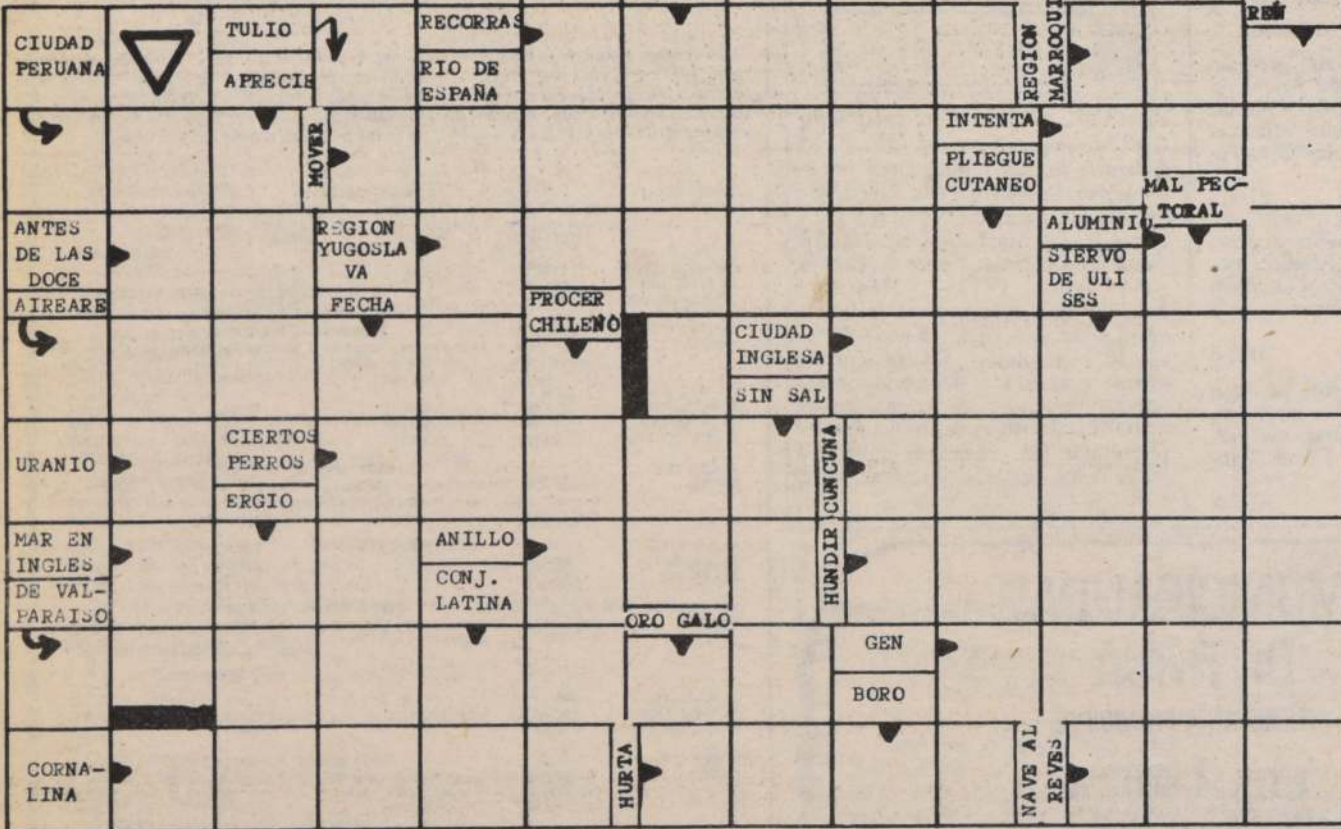 CIUDAD
PERUANA
TULIO
APRECIE
RECORRAS
RIO DE
ESPAÑA
REGION
MARROQUI
MOVER
INTENTA
PLIEGUE
CUTANEO
MAL PEC-
TORAL
ANTES
DE LAS
DOCE
AIREARE
REGION
YUGOSLA
VA
FECHA
PROCER
CHILENO
ALUMINIO
SIERVO
DE ULI
SES
CIUDAD
INGLESA
SIN SAL
URANIO
CIERTOS
PERROS
ERGIO
CUNCUNA
MAR EN
INGLES
DE VAL-
PARAISO
ANILLO
CONJ.
LATINA
HUNDIR
ORO GALO
GEN
BORO
CORNA-
LINA
HURTA
NAVE AL
REVES